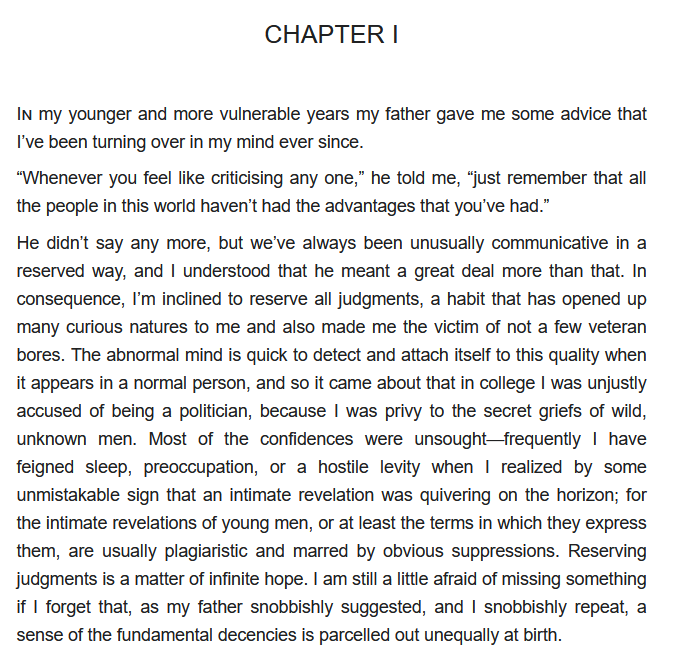 CHAPTER I
IN my younger and more vulnerable years my father gave me some advice that
I’ve been turning over in my mind ever since.
“Whenever you feel like criticising any one,” he told me, “just remember that all
the people in this world haven’t had the advantages that you’ve had.”
He didn’t say any more, but we’ve always been unusually communicative in a
reserved way, and I understood that he meant a great deal more than that. In
consequence, I’m inclined to reserve all judgments, a habit that has opened up
many curious natures to me and also made me the victim of not a few veteran
bores. The abnormal mind is quick to detect and attach itself to this quality when
it appears in a normal person, and so it came about that in college I was unjustly
accused of being a politician, because I was privy to the secret griefs of wild,
unknown men. Most of the confidences were unsought—frequently I have
feigned sleep, preoccupation, or a hostile levity when I realized by some
unmistakable sign that an intimate revelation was quivering on the horizon; for
the intimate revelations of young men, or at least the terms in which they express
them, are usually plagiaristic and marred by obvious suppressions. Reserving
judgments is a matter of infinite hope. I am still a little afraid of missing something
if I forget that, as my father snobbishly suggested, and I snobbishly repeat, a
sense of the fundamental decencies is parcelled out unequally at birth.